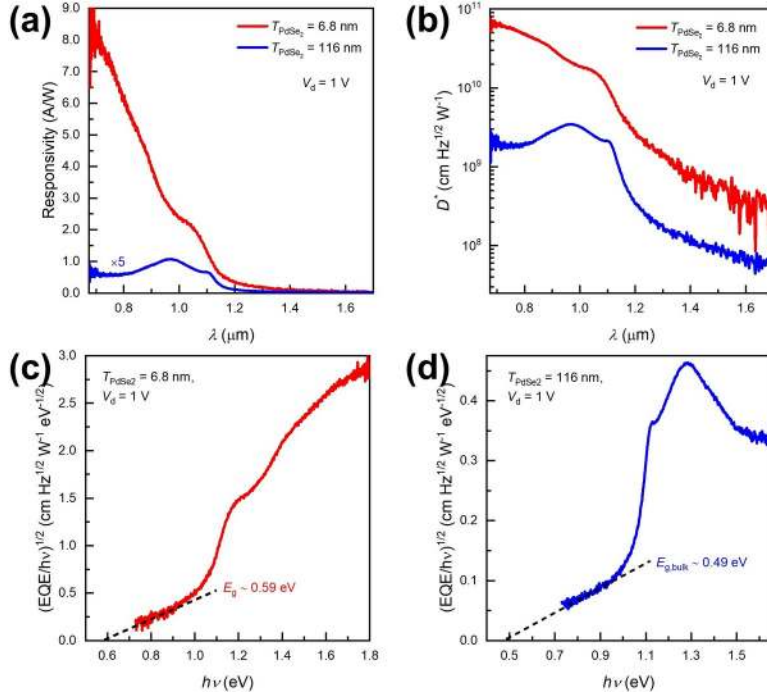 (a)
9.0
8.0
7.0
6.0
5.0
4.0
3.0
2.0
1.0
0.0
Responsivity (A/W)
T_PdSe₂ = 6.8 nm
T_PdSe₂ = 116 nm
V_d = 1 V
×5
0.8 1.0 1.2 1.4 1.6
λ (μm)
(b)
10¹¹
10¹⁰
10⁹
10⁸
D* (cm Hz^1/2 W^-1)
T_PdSe₂ = 6.8 nm
T_PdSe₂ = 116 nm
V_d = 1 V
0.8 1.0 1.2 1.4 1.6
λ (μm)
(c)
3.0
2.5
2.0
1.5
1.0
0.5
0.0
(EQE/hν)^1/2 (cm Hz^1/2 W^-1 eV^-1/2)
T_PdSe2 = 6.8 nm,
V_d = 1 V
E_g ~ 0.59 eV
0.6 0.8 1.0 1.2 1.4 1.6 1.8
hν (eV)
(d)
0.4
0.3
0.2
0.1
0.0
(EQE/hν)^1/2 (cm Hz^1/2 W^-1 eV^-1/2)
T_PdSe2 = 116 nm,
V_d = 1 V
E_g,bulk ~ 0.49 eV
0.5 0.7 0.9 1.1 1.3 1.5
hν (eV)